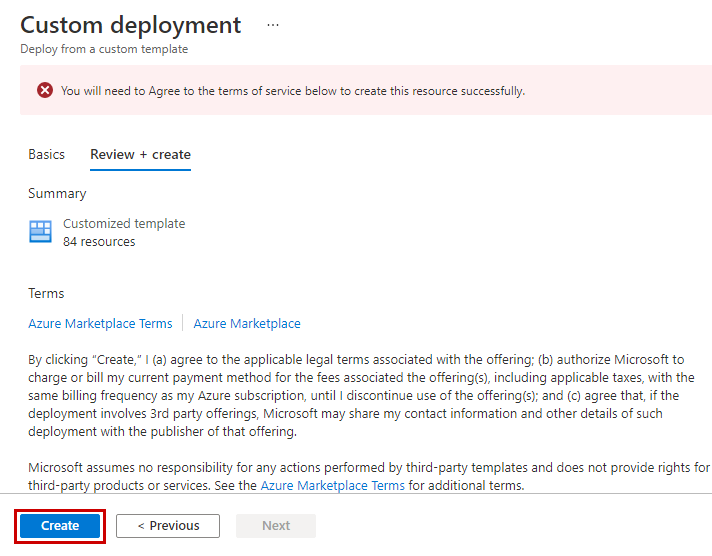 Custom deployment ...
Deploy from a custom template
You will need to Agree to the terms of service below to create this resource successfully.
Basics Review + create
Summary
Customized template
84 resources
Terms
Azure Marketplace Terms Azure Marketplace
By clicking “Create,” I (a) agree to the applicable legal terms associated with the offering; (b) authorize Microsoft to
charge or bill my current payment method for the fees associated the offering(s), including applicable taxes, with the
same billing frequency as my Azure subscription, until I discontinue use of the offering(s); and (c) agree that, if the
deployment involves 3rd party offerings, Microsoft may share my contact information and other details of such
deployment with the publisher of that offering.
Microsoft assumes no responsibility for any actions performed by third-party templates and does not provide rights for
third-party products or services. See the Azure Marketplace Terms for additional terms.
Create < Previous Next